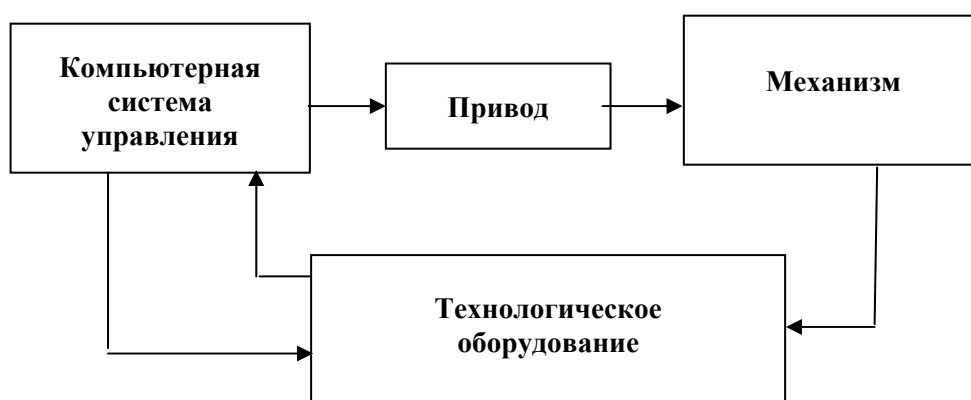 Компьютерная
система
управления
Привод
Механизм
Технологическое
оборудование